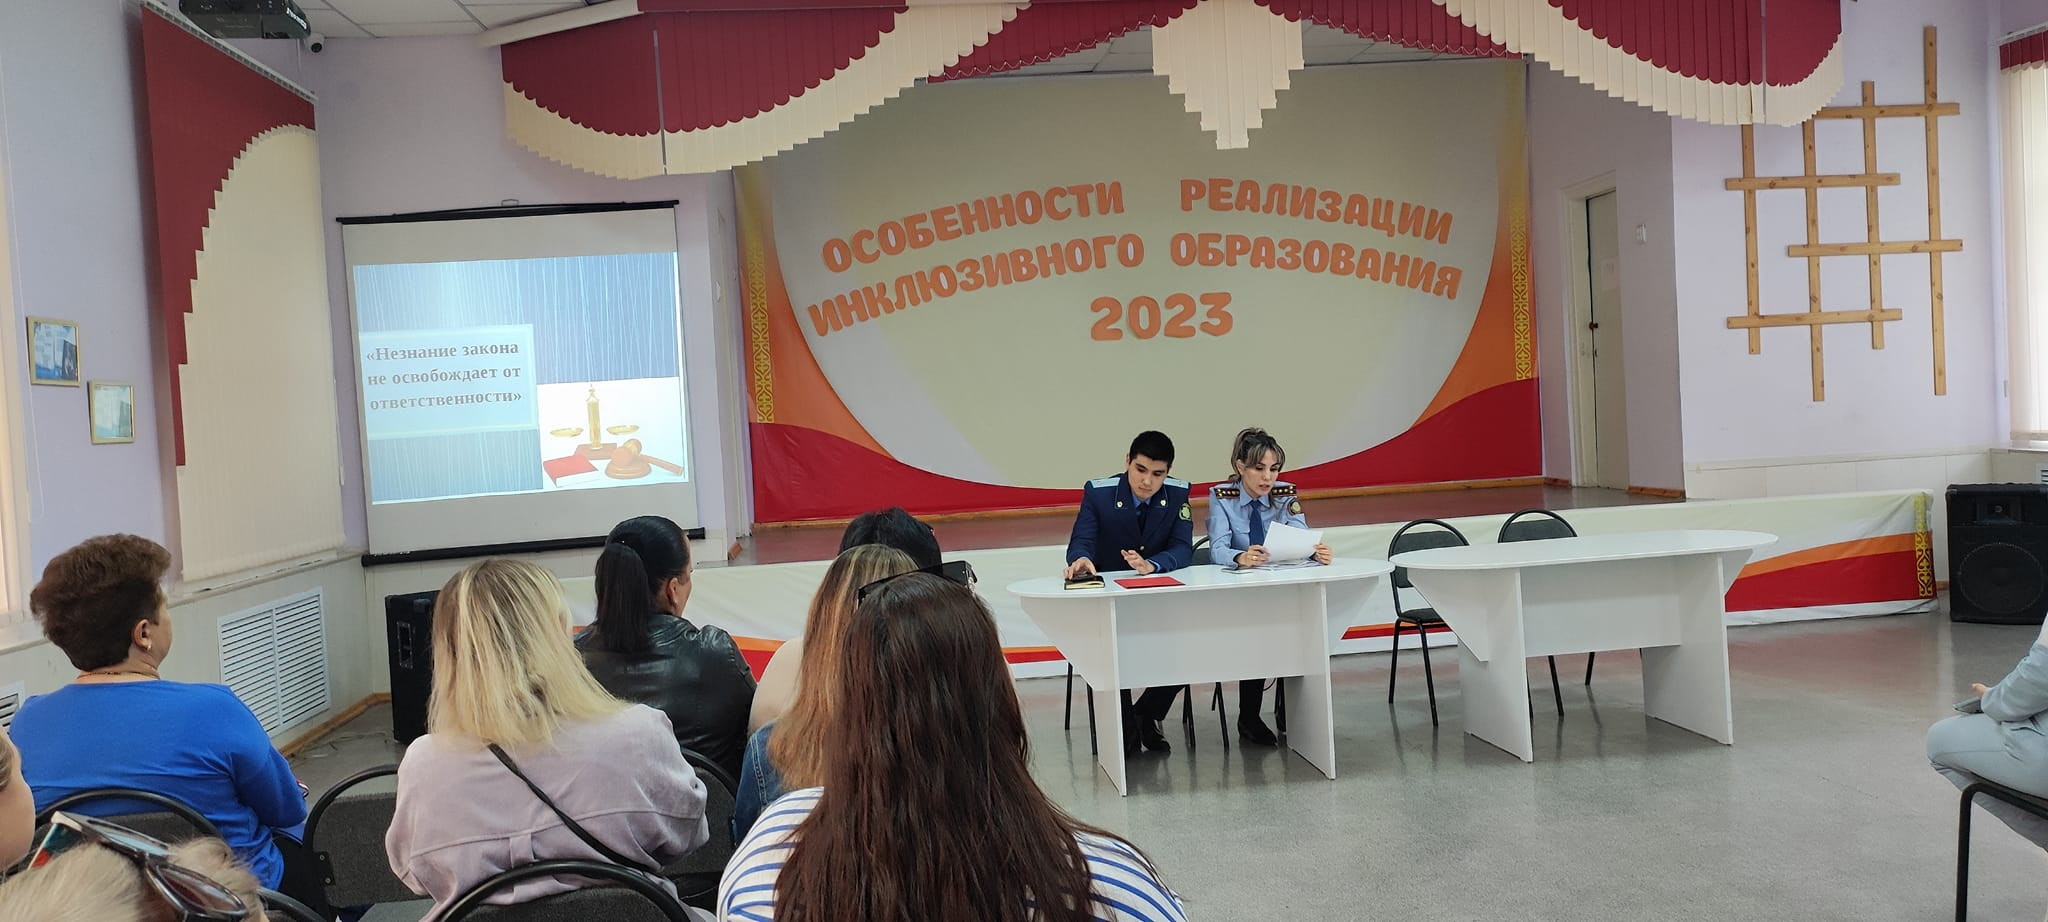 «Незнание закона
не освобождает от
ответственности»
ОСОБЕННОСТИ РЕАЛИЗАЦИИ
ИНКЛЮЗИВНОГО ОБРАЗОВАНИЯ
2023